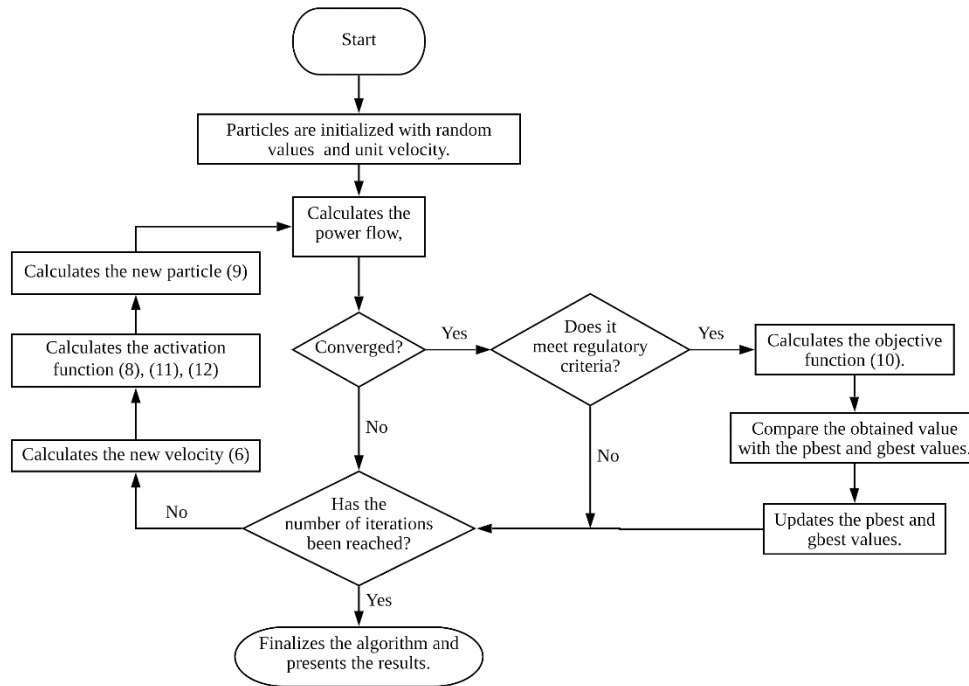 Start
Particles are initialized with random
values and unit velocity.
Calculates the
power flow,
Calculates the new particle (9)
Calculates the activation
function (8), (11), (12)
Calculates the new velocity (6)
Converged?
Yes
No
Does it
meet regulatory
criteria?
Yes
No
Calculates the objective
function (10).
Compare the obtained value
with the pbest and gbest values.
Updates the pbest and
gbest values.
Has the
number of iterations
been reached?
No
Yes
Finalizes the algorithm and
presents the results.